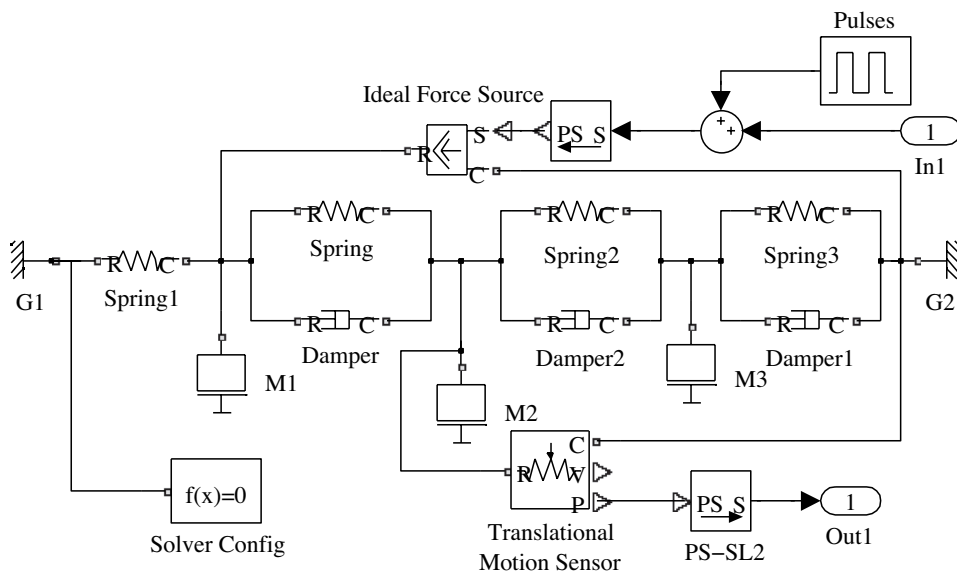 Pulses
Ideal Force Source
S
PS S
+
+
1
R
C
In1
R C
R C
R C
Spring
Spring2
Spring3
R C
G1
Spring1
G2
R C
R C
R C
Damper
Damper2
Damper1
M1
M3
M2
C
R
V
f(x)=0
P
PS S
1
Solver Config
Translational
Motion Sensor
PS−SL2
Out1